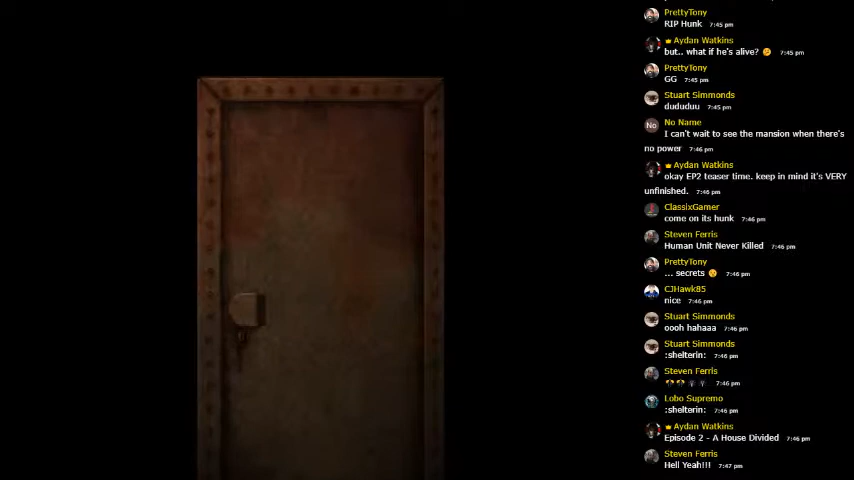 PrettyTony
RIP Hunk 7:45 pm
Aydan Watkins
but.. what if he's alive? 🤔 7:45 pm
PrettyTony
GG 7:45 pm
Stuart Simmonds
dududuu 7:45 pm
No No Name
I can't wait to see the mansion when there's
no power 7:46 pm
Aydan Watkins
okay EP2 teaser time. keep in mind it's VERY
unfinished. 7:46 pm
ClassixGamer
come on its hunk 7:46 pm
Steven Ferris
Human Unit Never Killed 7:46 pm
PrettyTony
... secrets 7:46 pm
CJHawk85
nice 7:46 pm
Stuart Simmonds
oooh hahaaa 7:46 pm
Stuart Simmonds
:shelterin: 7:46 pm
Steven Ferris
7:46 pm
Lobo Supremo
:shelterin: 7:46 pm
Aydan Watkins
Episode 2 - A House Divided 7:46 pm
Steven Ferris
Hell Yeah!!! 7:47 pm